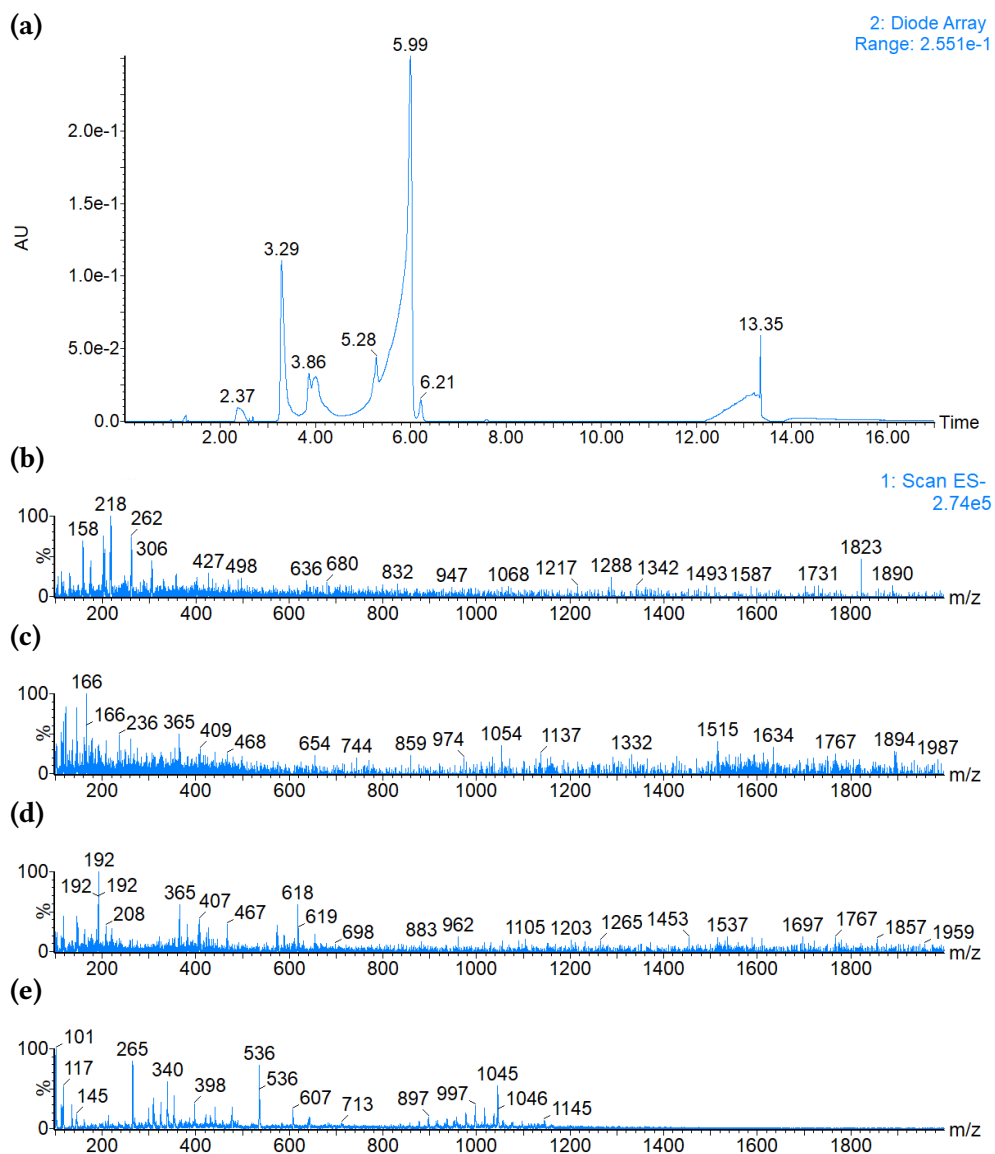 (a)
2: Diode Array
Range: 2.551e-1
5.99
2.0e-1
1.5e-1
AU
3.29
1.0e-1
13.35
5.0e-2
5.28
3.86
6.21
2.37
0.0
2.00 4.00 6.00 8.00 10.00 12.00 14.00 16.00 Time
(b)
1: Scan ES-
2.74e5
100
%
0
158 218 262 306 427 498 636 680 832 947 1068 1217 1288 1342 1493 1587 1731 1823 1890
200 400 600 800 1000 1200 1400 1600 1800 m/z
(c)
100
%
0
166 166 236 365 409 468 654 744 859 974 1054 1137 1332 1515 1634 1767 1894 1987
200 400 600 800 1000 1200 1400 1600 1800 m/z
(d)
100
%
0
192 192 192 208 365 407 467 618 619 698 883 962 1105 1203 1265 1453 1537 1697 1767 1857 1959
200 400 600 800 1000 1200 1400 1600 1800 m/z
(e)
100
%
0
101 117 145 265 340 398 536 536 607 713 897 997 1045 1046 1145
200 400 600 800 1000 1200 1400 1600 1800 m/z